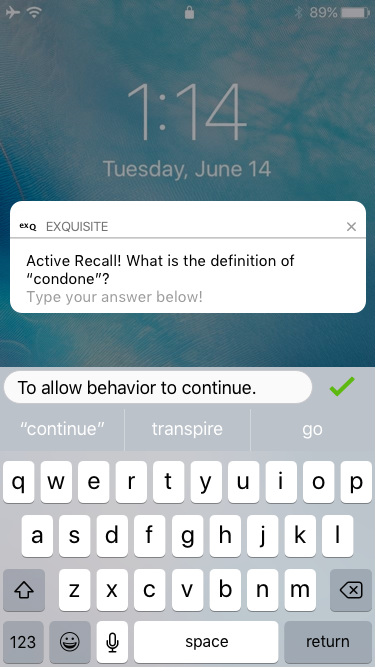 89%
1:14
Tuesday, June 14
exQ EXQUISITE ×
Active Recall! What is the definition of
“condone”?
Type your answer below!
To allow behavior to continue.
“continue” transpire go
q w e r t y u i o p
a s d f g h j k l
z x c v b n m
123 space return